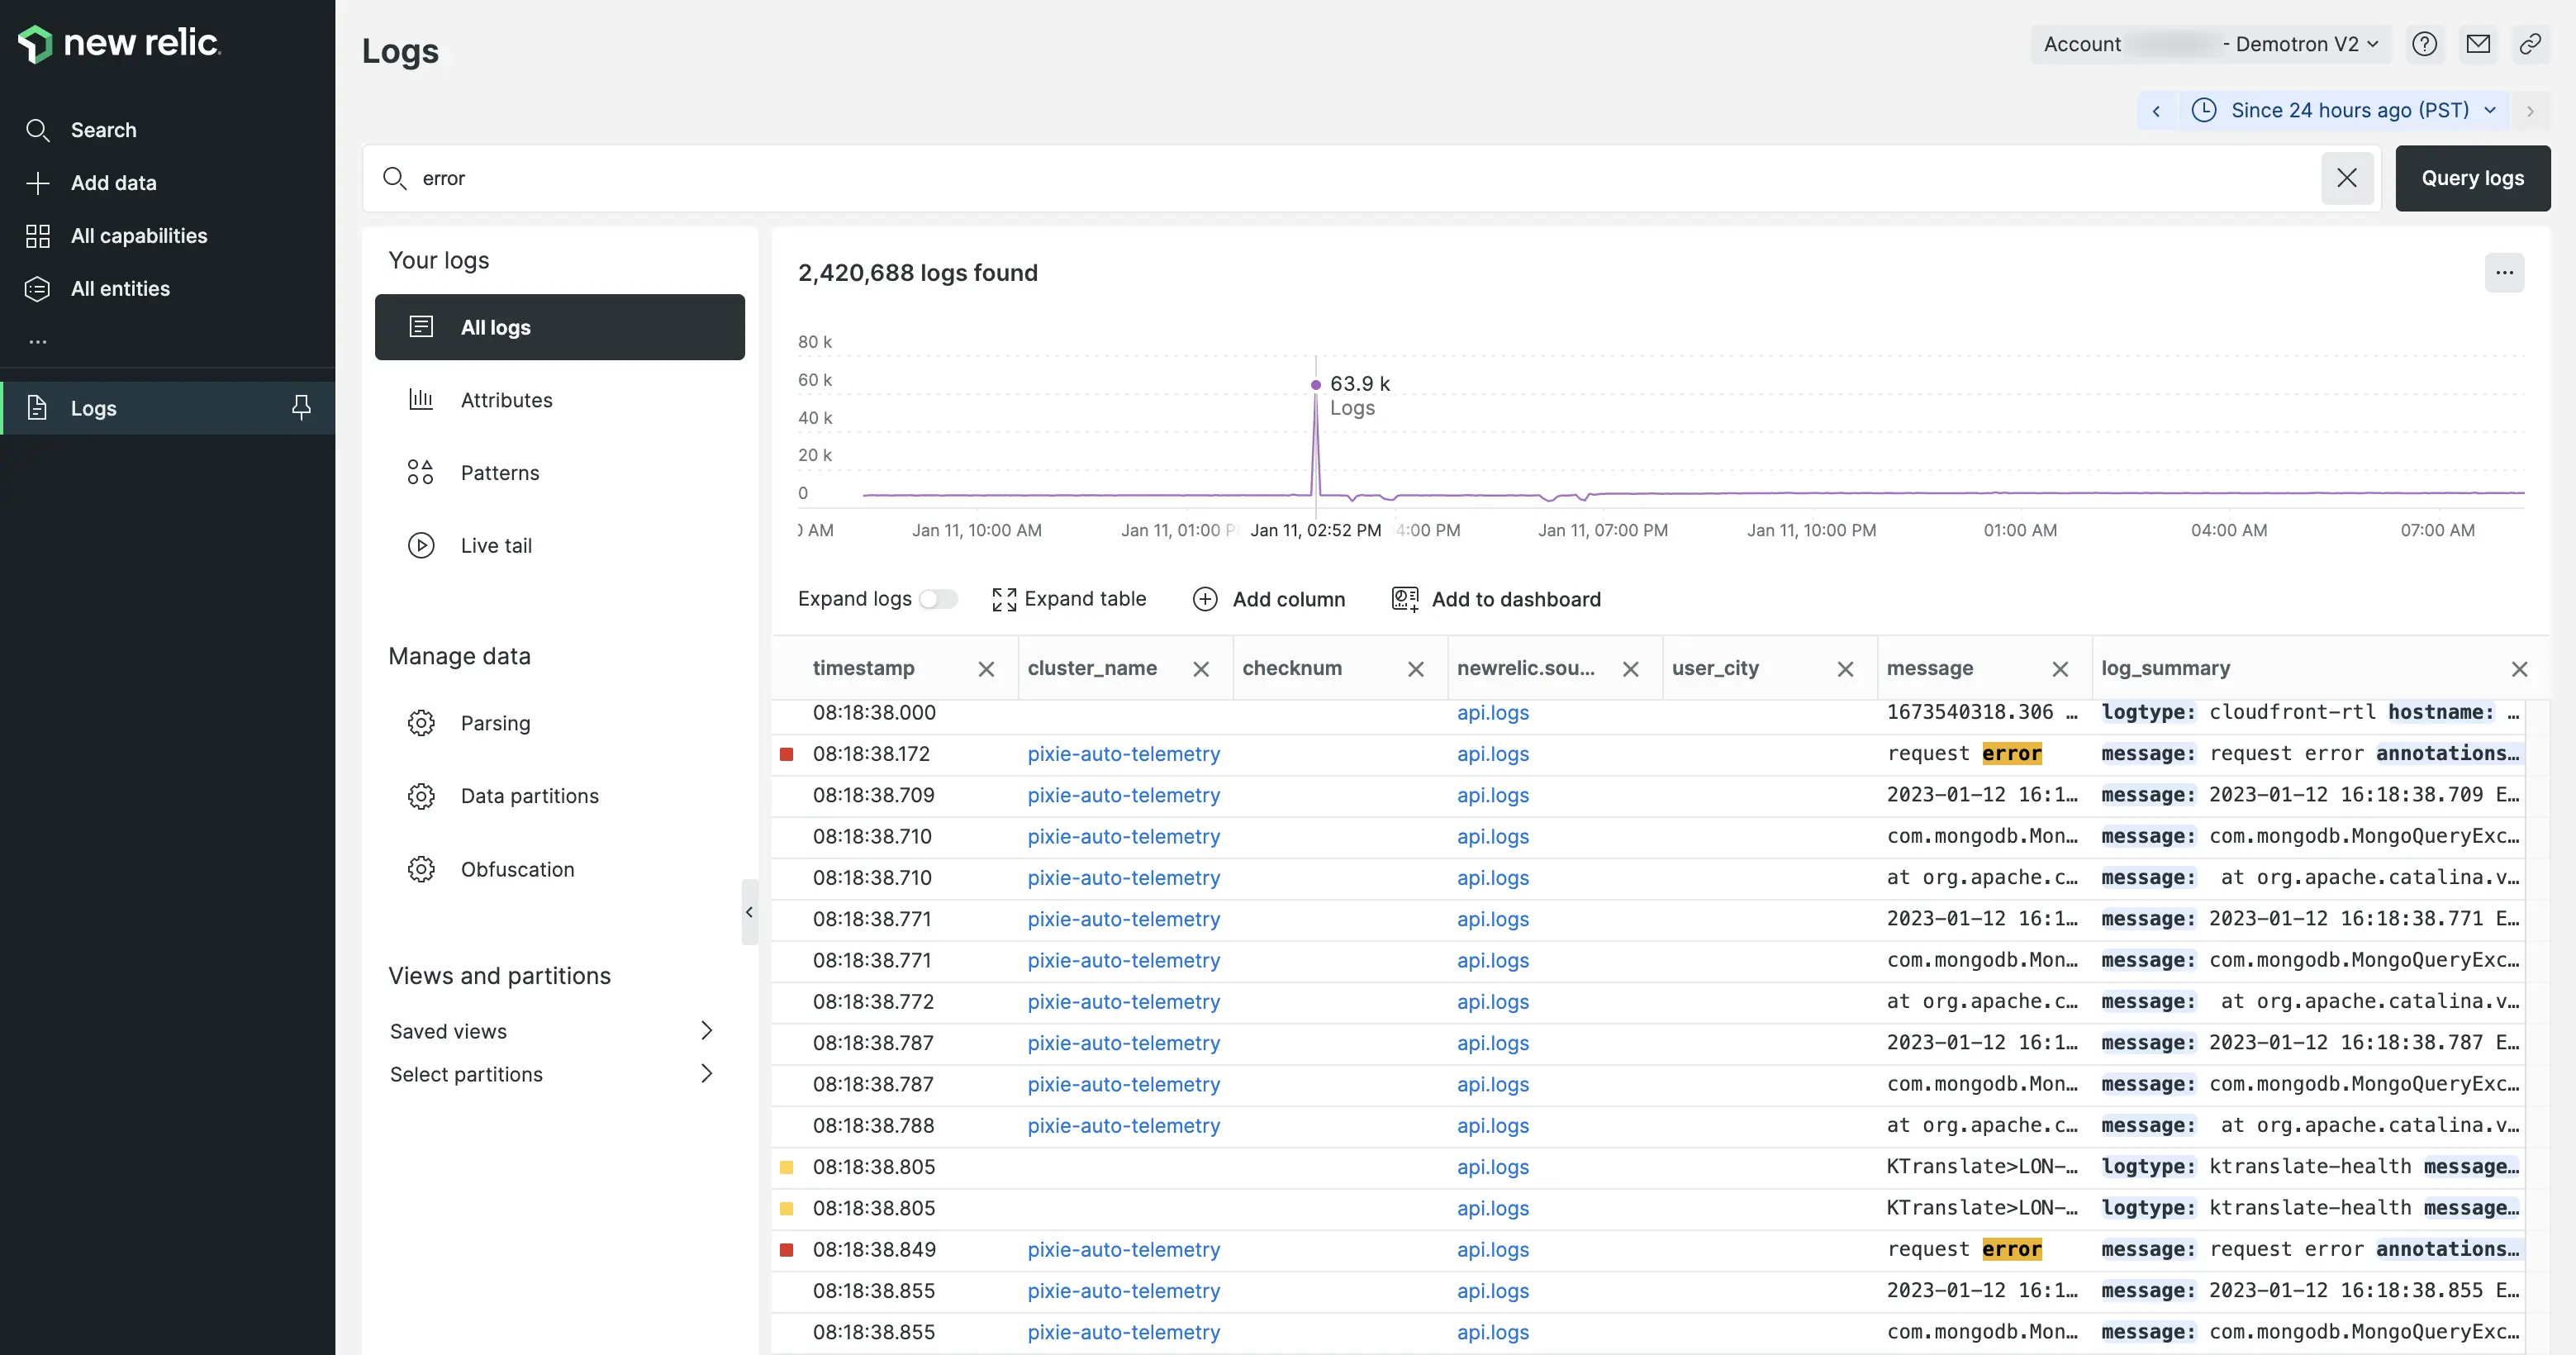 new relic.
Search
Add data
All capabilities
All entities
...
Logs
Logs
Account - Demotron V2
Since 24 hours ago (PST)
error
Query logs
Your logs
All logs
Attributes
Patterns
Live tail
Manage data
Parsing
Data partitions
Obfuscation
Views and partitions
Saved views
Select partitions
2,420,688 logs found
...
80 k
60 k
40 k
20 k
0
63.9 k
Logs
0 AM Jan 11, 10:00 AM Jan 11, 01:00 P Jan 11, 02:52 PM 4:00 PM Jan 11, 07:00 PM Jan 11, 10:00 PM 01:00 AM 04:00 AM 07:00 AM
Expand logs Expand table Add column Add to dashboard
timestamp cluster_name checknum newrelic.sou... user_city message log_summary
08:18:38.000 api.logs 1673540318.306 … logtype: cloudfront-rtl hostname: …
08:18:38.172 pixie-auto-telemetry api.logs request error message: request error annotations…
08:18:38.709 pixie-auto-telemetry api.logs 2023-01-12 16:1… message: 2023-01-12 16:18:38.709 E…
08:18:38.710 pixie-auto-telemetry api.logs com.mongodb.Mon… message: com.mongodb.MongoQueryExc…
08:18:38.710 pixie-auto-telemetry api.logs at org.apache.c… message: at org.apache.catalina.v…
08:18:38.771 pixie-auto-telemetry api.logs 2023-01-12 16:1… message: 2023-01-12 16:18:38.771 E…
08:18:38.771 pixie-auto-telemetry api.logs com.mongodb.Mon… message: com.mongodb.MongoQueryExc…
08:18:38.772 pixie-auto-telemetry api.logs at org.apache.c… message: at org.apache.catalina.v…
08:18:38.787 pixie-auto-telemetry api.logs 2023-01-12 16:1… message: 2023-01-12 16:18:38.787 E…
08:18:38.787 pixie-auto-telemetry api.logs com.mongodb.Mon… message: com.mongodb.MongoQueryExc…
08:18:38.788 pixie-auto-telemetry api.logs at org.apache.c… message: at org.apache.catalina.v…
08:18:38.805 api.logs KTranslate>LON-… logtype: ktranslate-health message…
08:18:38.805 api.logs KTranslate>LON-… logtype: ktranslate-health message…
08:18:38.849 pixie-auto-telemetry api.logs request error message: request error annotations…
08:18:38.855 pixie-auto-telemetry api.logs 2023-01-12 16:1… message: 2023-01-12 16:18:38.855 E…
08:18:38.855 pixie-auto-telemetry api.logs com.mongodb.Mon… message: com.mongodb.MongoQueryExc…